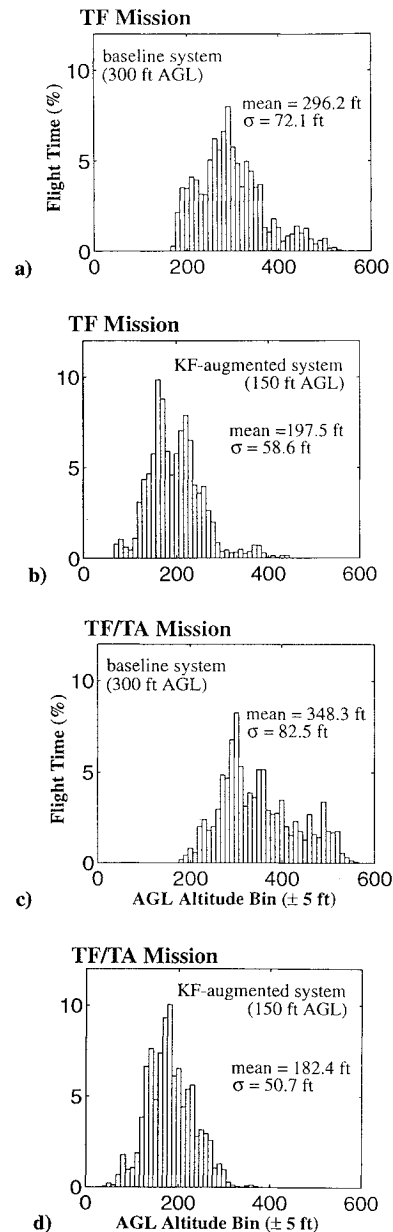 TF Mission
baseline system
(300 ft AGL)
mean = 296.2 ft
σ = 72.1 ft
Flight Time (%)
10
5
0
0 200 400 600
a)
TF Mission
KF-augmented system
(150 ft AGL)
mean =197.5 ft
σ = 58.6 ft
10
5
0
0 200 400 600
b)
TF/TA Mission
baseline system
(300 ft AGL)
mean = 348.3 ft
σ = 82.5 ft
Flight Time (%)
10
5
0
0 200 400 600
AGL Altitude Bin (± 5 ft)
c)
TF/TA Mission
KF-augmented system
(150 ft AGL)
mean = 182.4 ft
σ = 50.7 ft
10
5
0
0 200 400 600
AGL Altitude Bin (± 5 ft)
d)